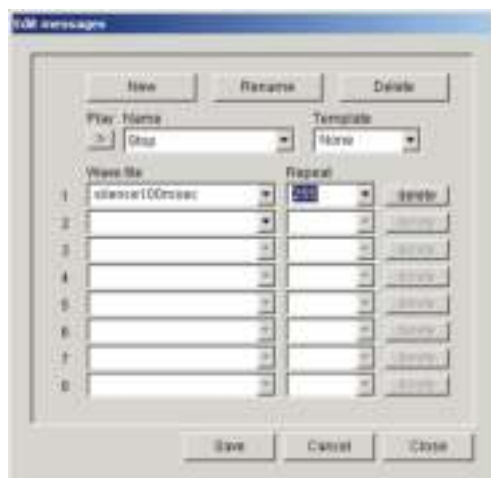 Edit messages
New Rename Delete
Play Name Template
> Stop None
Wave file Repeat
1 silence100msec 255 delete
2 delete
3 delete
4 delete
5 delete
6 delete
7 delete
8 delete
Save Cancel Close